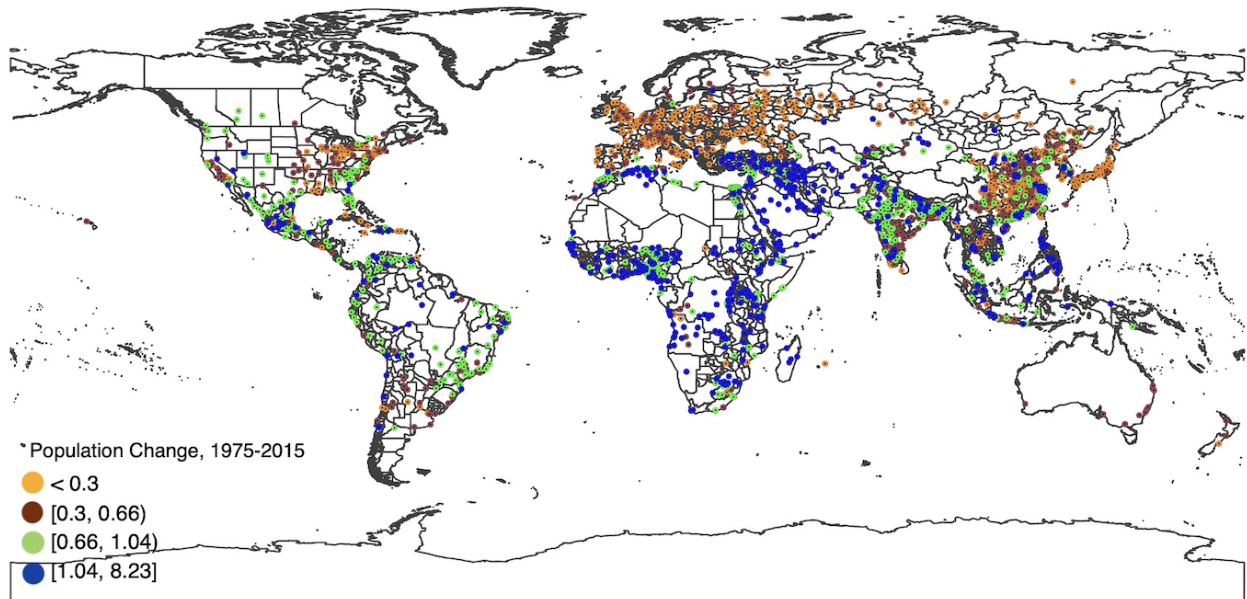 Population Change, 1975-2015
< 0.3
[0.3, 0.66)
[0.66, 1.04)
[1.04, 8.23]